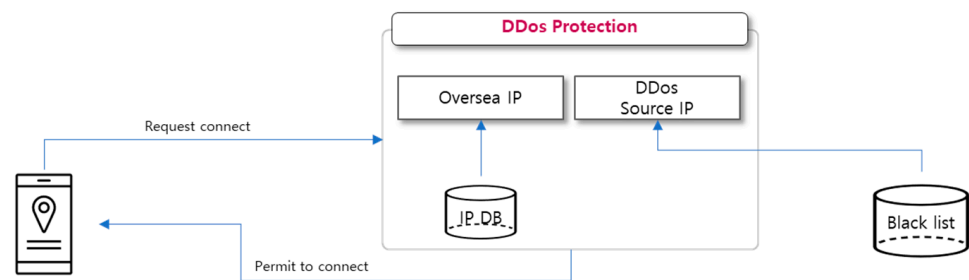 DDos Protection
Oversea IP
DDos
Source IP
Request connect
IP DB
Black list
Permit to connect